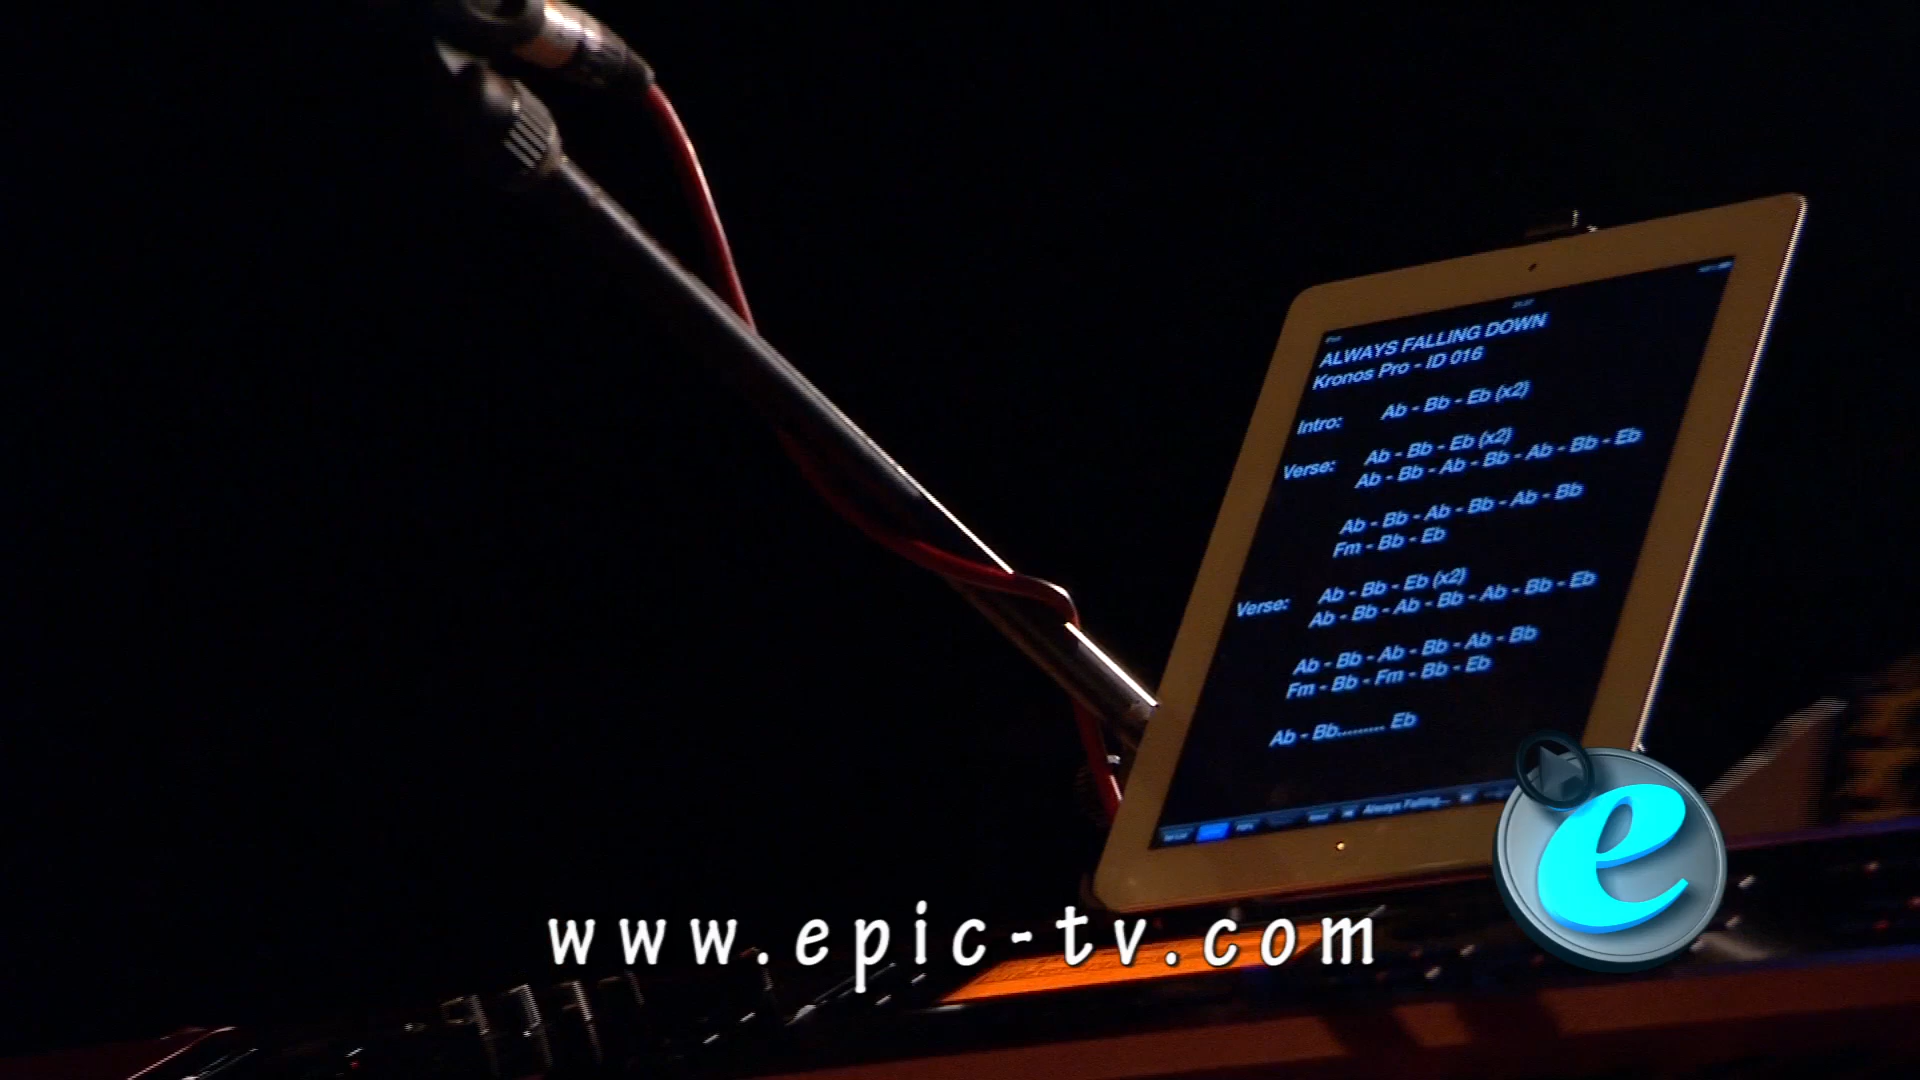 ALWAYS FALLING DOWN
Kronos Pro - ID 016
Intro: Ab - Bb - Eb (x2)
Verse: Ab - Bb - Eb (x2)
Ab - Bb - Ab - Bb - Ab - Bb - Eb
Ab - Bb - Ab - Bb - Ab - Bb
Fm - Bb - Eb
Verse: Ab - Bb - Eb (x2)
Ab - Bb - Ab - Bb - Ab - Bb - Eb
Ab - Bb - Ab - Bb - Ab - Bb
Fm - Bb - Fm - Bb - Eb
Ab - Bb......... Eb
Always Falling...
e
www.epic-tv.com